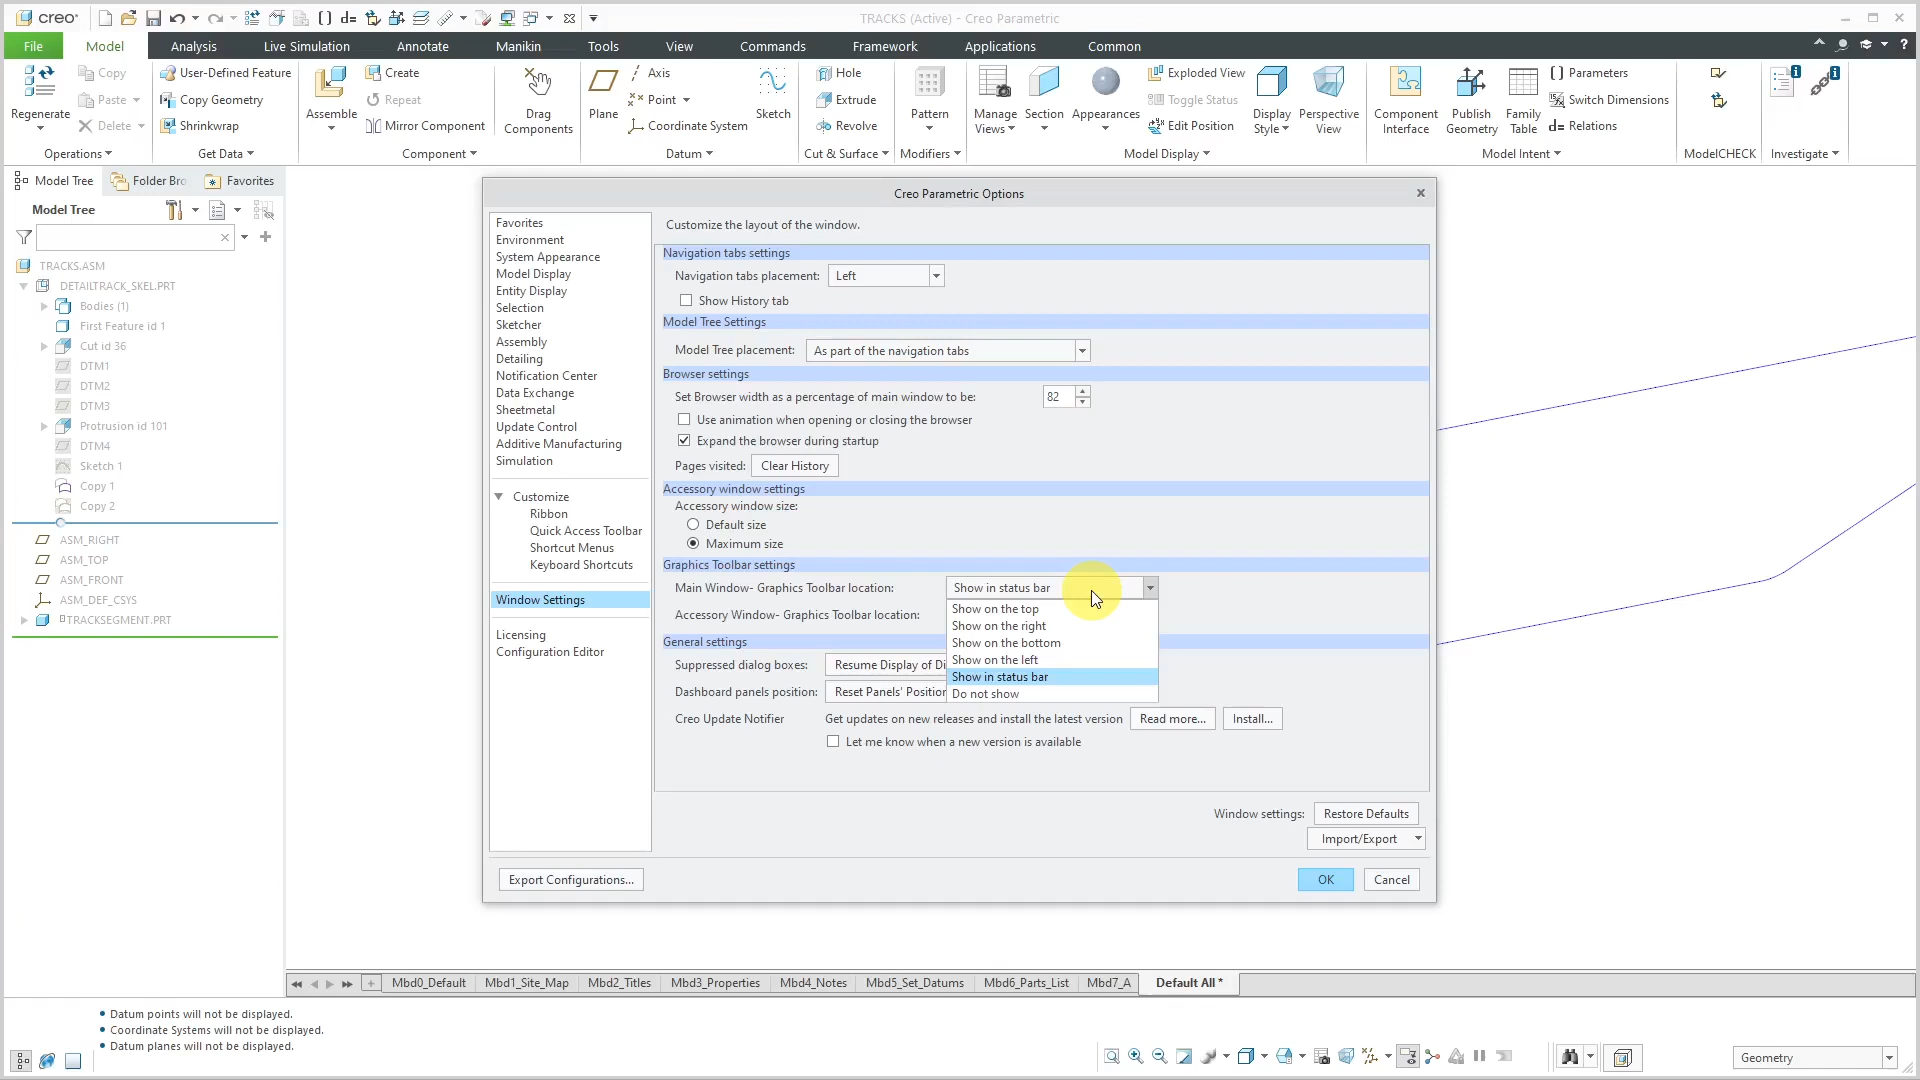 creo
TRACKS (Active) - Creo Parametric
File
Model
Analysis
Live Simulation
Annotate
Manikin
Tools
View
Commands
Framework
Applications
Common
Regenerate
Copy
Paste
Delete
Operations
User-Defined Feature
Copy Geometry
Shrinkwrap
Get Data
Assemble
Create
Repeat
Mirror Component
Component
Drag
Components
Plane
Axis
Point
Coordinate System
Sketch
Datum
Hole
Extrude
Revolve
Cut & Surface
Pattern
Modifiers
Manage
Views
Section
Appearances
Exploded View
Toggle Status
Edit Position
Display
Style
Perspective
View
Model Display
Component
Interface
Publish
Geometry
Family
Table
Parameters
Switch Dimensions
Relations
Model Intent
ModelCHECK
Investigate
Model Tree
Folder Bro
Favorites
Model Tree
TRACKS.ASM
DETAILTRACK_SKEL.PRT
Bodies (1)
First Feature id 1
Cut id 36
DTM1
DTM2
DTM3
Protrusion id 101
DTM4
Sketch 1
Copy 1
Copy 2
ASM_RIGHT
ASM_TOP
ASM_FRONT
ASM_DEF_CSYS
TRACKSEGMENT.PRT
Creo Parametric Options
Favorites
Environment
System Appearance
Model Display
Entity Display
Selection
Sketcher
Assembly
Detailing
Notification Center
Data Exchange
Sheetmetal
Update Control
Additive Manufacturing
Simulation
Customize
Ribbon
Quick Access Toolbar
Shortcut Menus
Keyboard Shortcuts
Window Settings
Licensing
Configuration Editor
Customize the layout of the window.
Navigation tabs settings
Navigation tabs placement: Left
Show History tab
Model Tree Settings
Model Tree placement: As part of the navigation tabs
Browser settings
Set Browser width as a percentage of main window to be: 82
Use animation when opening or closing the browser
Expand the browser during startup
Pages visited: Clear History
Accessory window settings
Accessory window size:
Default size
Maximum size
Graphics Toolbar settings
Main Window- Graphics Toolbar location: Show in status bar
Show on the top
Show on the right
Show on the bottom
Show on the left
Show in status bar
Do not show
Accessory Window- Graphics Toolbar location:
General settings
Suppressed dialog boxes: Resume Display of Di
Dashboard panels position: Reset Panels' Position
Creo Update Notifier Get updates on new releases and install the latest version Read more... Install...
Let me know when a new version is available
Window settings: Restore Defaults
Import/Export
Export Configurations...
OK
Cancel
Mbd0_Default
Mbd1_Site_Map
Mbd2_Titles
Mbd3_Properties
Mbd4_Notes
Mbd5_Set_Datums
Mbd6_Parts_List
Mbd7_A
Default All *
• Datum points will not be displayed.
• Coordinate Systems will not be displayed.
• Datum planes will not be displayed.
Geometry